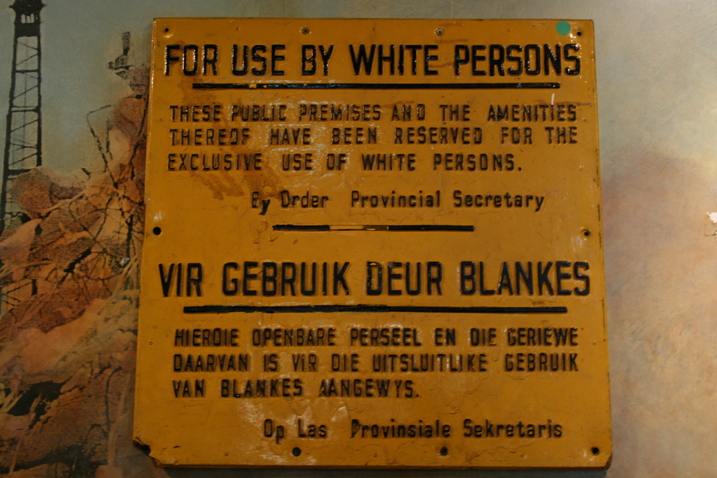 FOR USE BY WHITE PERSONS
THESE PUBLIC PREMISES AND THE AMENITIES
THEREOF HAVE BEEN RESERVED FOR THE
EXCLUSIVE USE OF WHITE PERSONS.
By Order Provincial Secretary
VIR GEBRUIK DEUR BLANKES
HIERDIE OPENBARE PERSEEL EN DIE GERIEWE
DAARVAN IS VIR DIE UITSLUITLIKE GEBRUIK
VAN BLANKES AANGEWYS.
Op Las Provinsiale Sekretaris